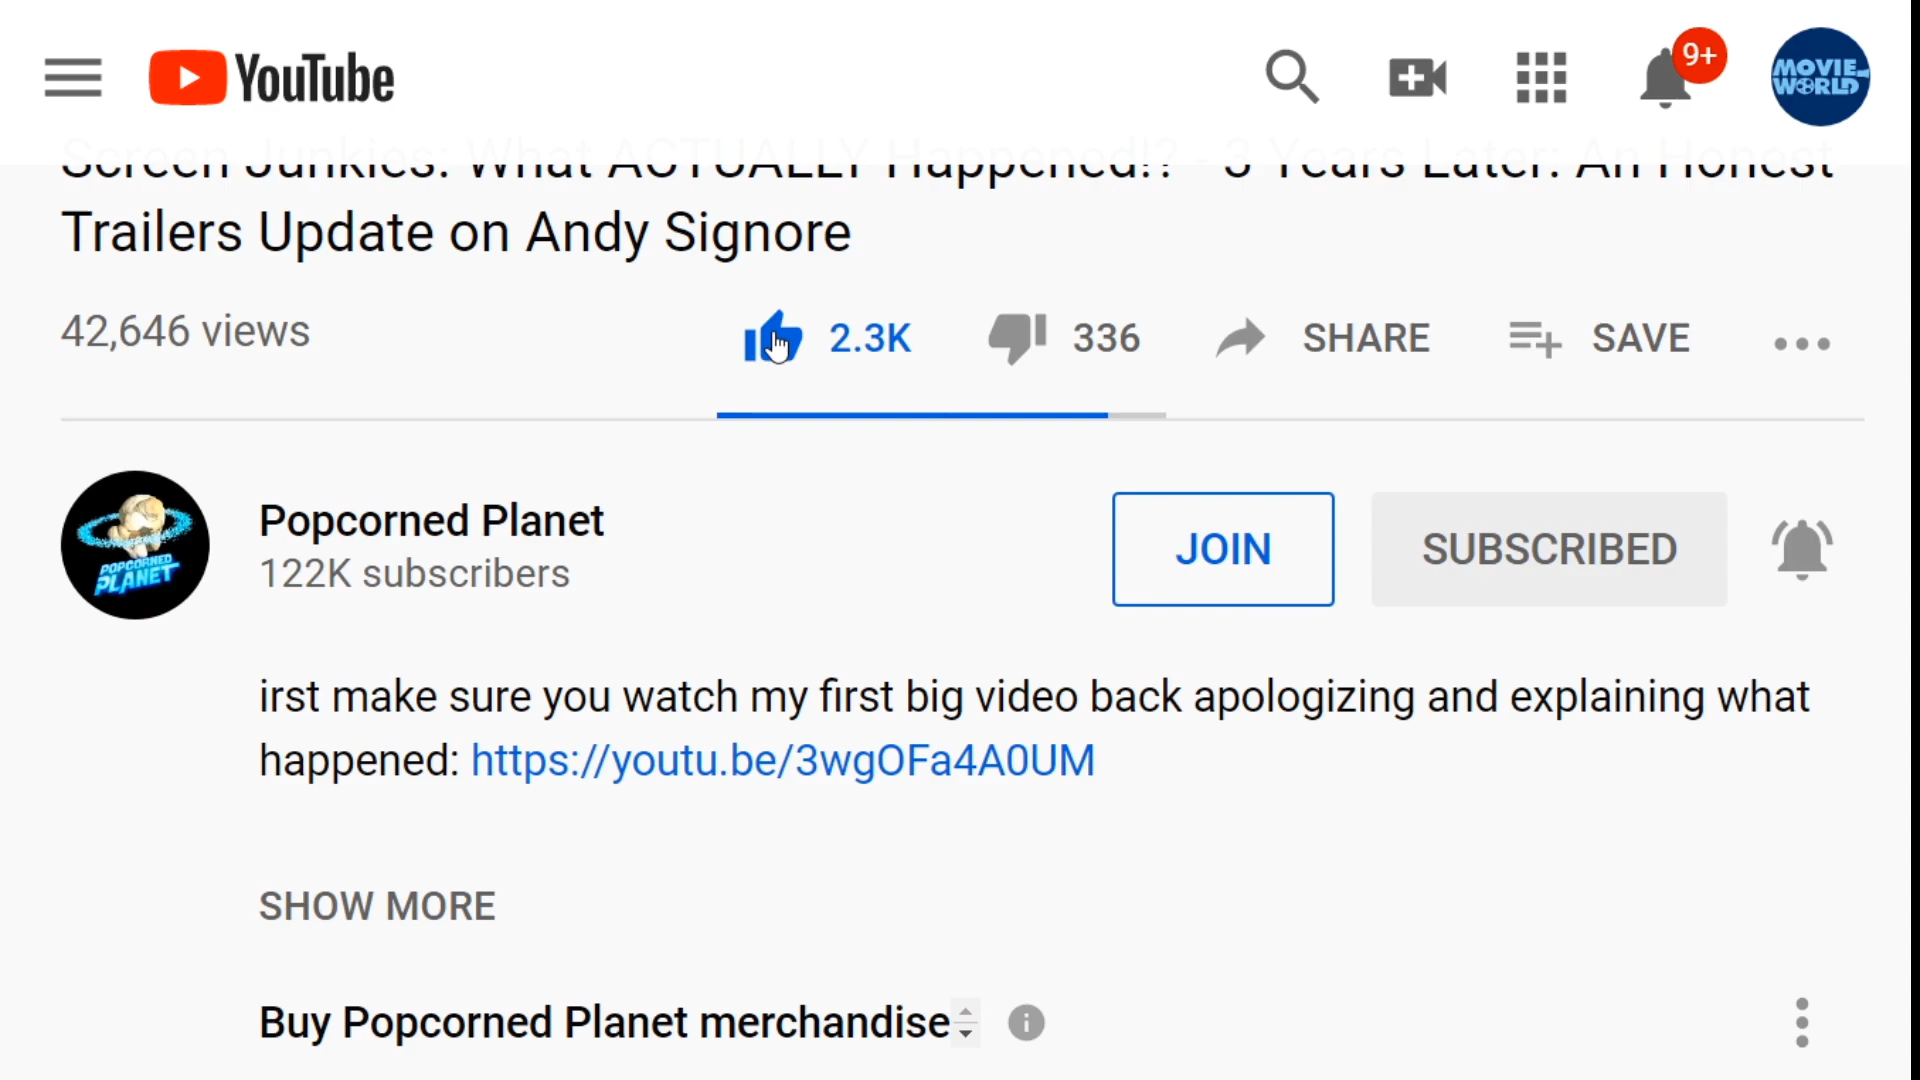 YouTube
9+
MOVIE-
WORLD
Screen Junkies: What ACTUALLY Happened!? - 3 Years Later: An Honest
Trailers Update on Andy Signore
42,646 views
2.3K
336
SHARE
SAVE
POPCORNED
PLANET
Popcorned Planet
122K subscribers
JOIN
SUBSCRIBED
irst make sure you watch my first big video back apologizing and explaining what
happened: https://youtu.be/3wgOFa4A0UM
SHOW MORE
Buy Popcorned Planet merchandise